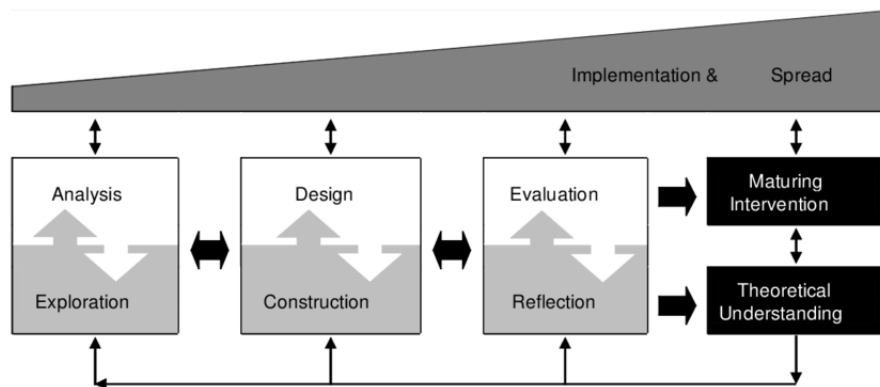 Implementation & Spread
Analysis
Exploration
Design
Construction
Evaluation
Reflection
Maturing
Intervention
Theoretical
Understanding